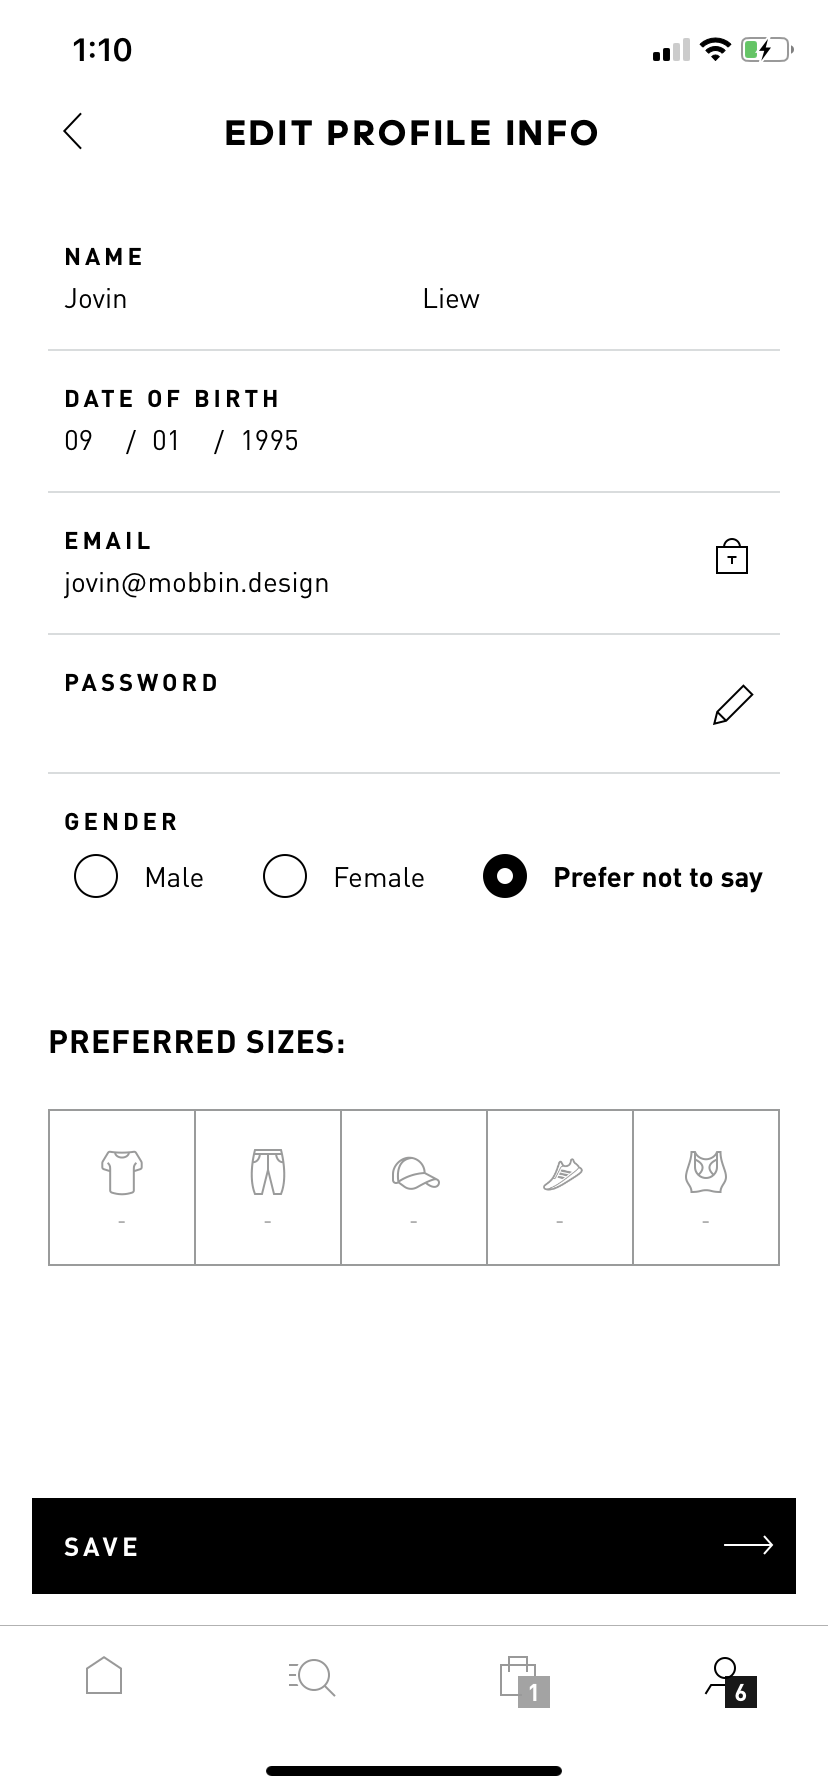 1:10
EDIT PROFILE INFO
NAME
Jovin Liew
DATE OF BIRTH
09 / 01 / 1995
EMAIL
jovin@mobbin.design
T
PASSWORD
GENDER
Male Female Prefer not to say
PREFERRED SIZES:
- - - - -
SAVE
1 6